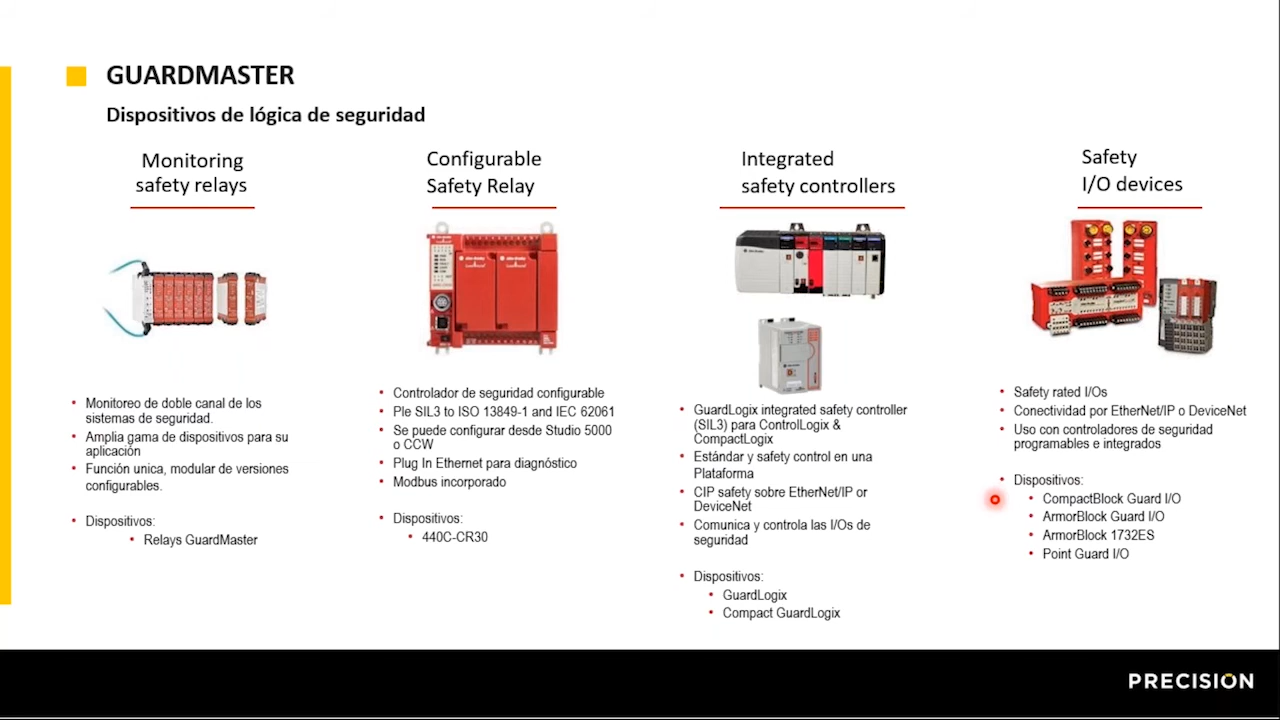 GUARDMASTER
Dispositivos de lógica de seguridad
Monitoring
safety relays
Monitoreo de doble canal de los
sistemas de seguridad.
Amplia gama de dispositivos para su
aplicación
Función unica, modular de versiones
configurables.
Dispositivos:
Relays GuardMaster
Configurable
Safety Relay
Controlador de seguridad configurable
Ple SIL3 to ISO 13849-1 and IEC 62061
Se puede configurar desde Studio 5000
o CCW
Plug In Ethernet para diagnóstico
Modbus incorporado
Dispositivos:
440C-CR30
Integrated
safety controllers
GuardLogix integrated safety controller
(SIL3) para ControlLogix &
CompactLogix
Estándar y safety control en una
Plataforma
CIP safety sobre EtherNet/IP or
DeviceNet
Comunica y controla las I/Os de
seguridad
Dispositivos:
GuardLogix
Compact GuardLogix
Safety
I/O devices
Safety rated I/Os
Conectividad por EtherNet/IP o DeviceNet
Uso con controladores de seguridad
programables e integrados
Dispositivos:
CompactBlock Guard I/O
ArmorBlock Guard I/O
ArmorBlock 1732ES
Point Guard I/O
PRECISION